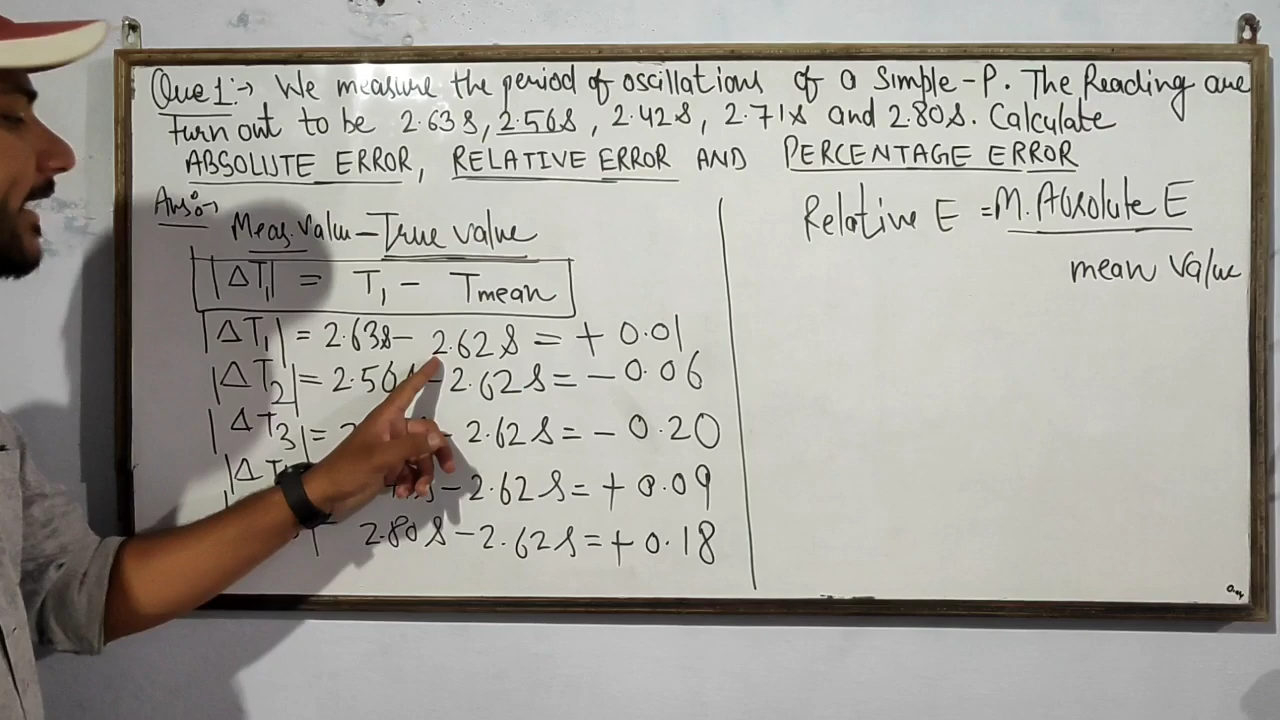 Que 1:→ We measure the period of oscillations of a Simple-P. The Reading are
turn out to be 2.63s, 2.56s, 2.42s, 2.71s and 2.80s. Calculate
ABSOLUTE ERROR, RELATIVE ERROR AND PERCENTAGE ERROR
Ans:→
Meas. Value - True value
|ΔT₁| = T₁ - Tmean
|ΔT₁| = 2.63s - 2.62s = + 0.01
|ΔT₂| = 2.56s - 2.62s = - 0.06
|ΔT₃| = - 2.62s = - 0.20
|ΔT - 2.62s = + 0.09
2.80s - 2.62s = + 0.18
Relative E = M. Absolute E
mean value